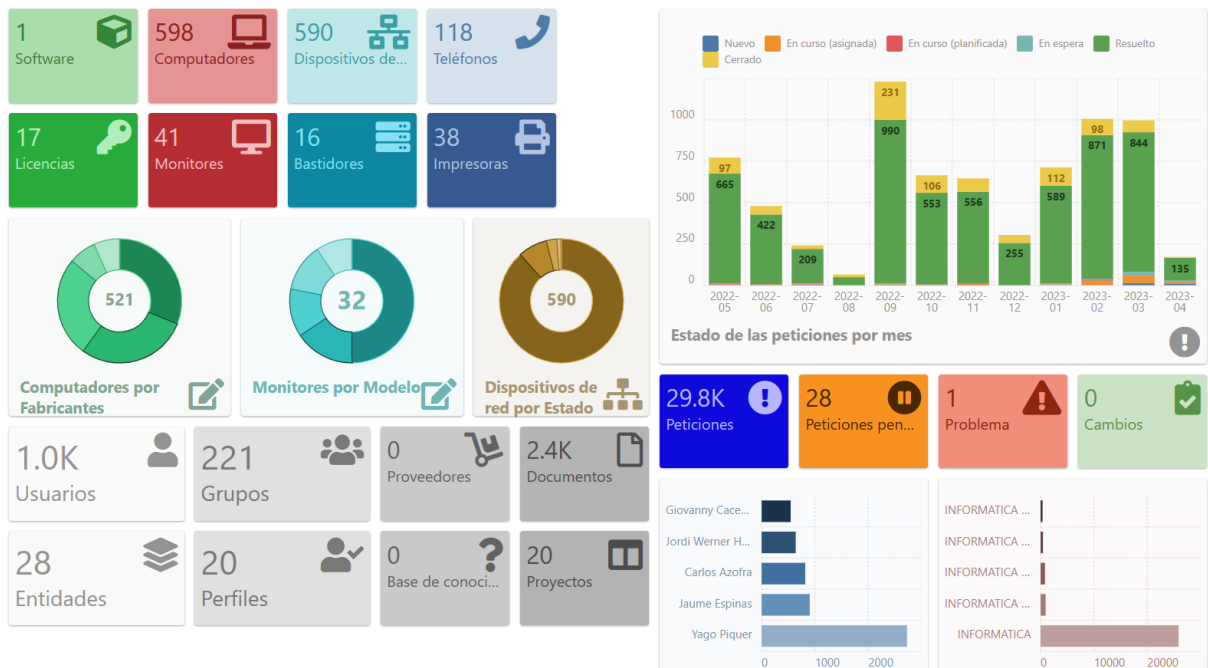 1
Software
598
Computadores
590
Dispositivos de...
118
Teléfonos
17
Licencias
41
Monitores
16
Bastidores
38
Impresoras
521
Computadores por
Fabricantes
32
Monitores por Modelo
590
Dispositivos de
red por Estado
1.0K
Usuarios
221
Grupos
0
Proveedores
2.4K
Documentos
28
Entidades
20
Perfiles
0
Base de conoci...
20
Proyectos
Nuevo En curso (asignada) En curso (planificada) En espera Resuelto
Cerrado
1000
750
500
250
0
97
665
422
209
231
990
106
553
556
255
112
589
98
871
844
135
2022-05
2022-06
2022-07
2022-08
2022-09
2022-10
2022-11
2022-12
2023-01
2023-02
2023-03
2023-04
Estado de las peticiones por mes
29.8K
Peticiones
28
Peticiones pen...
1
Problema
0
Cambios
Giovanny Cace...
Jordi Werner H...
Carlos Azofra
Jaume Espinas
Yago Piquer
0 1000 2000
INFORMATICA ...
INFORMATICA ...
INFORMATICA ...
INFORMATICA ...
INFORMATICA
0 10000 20000